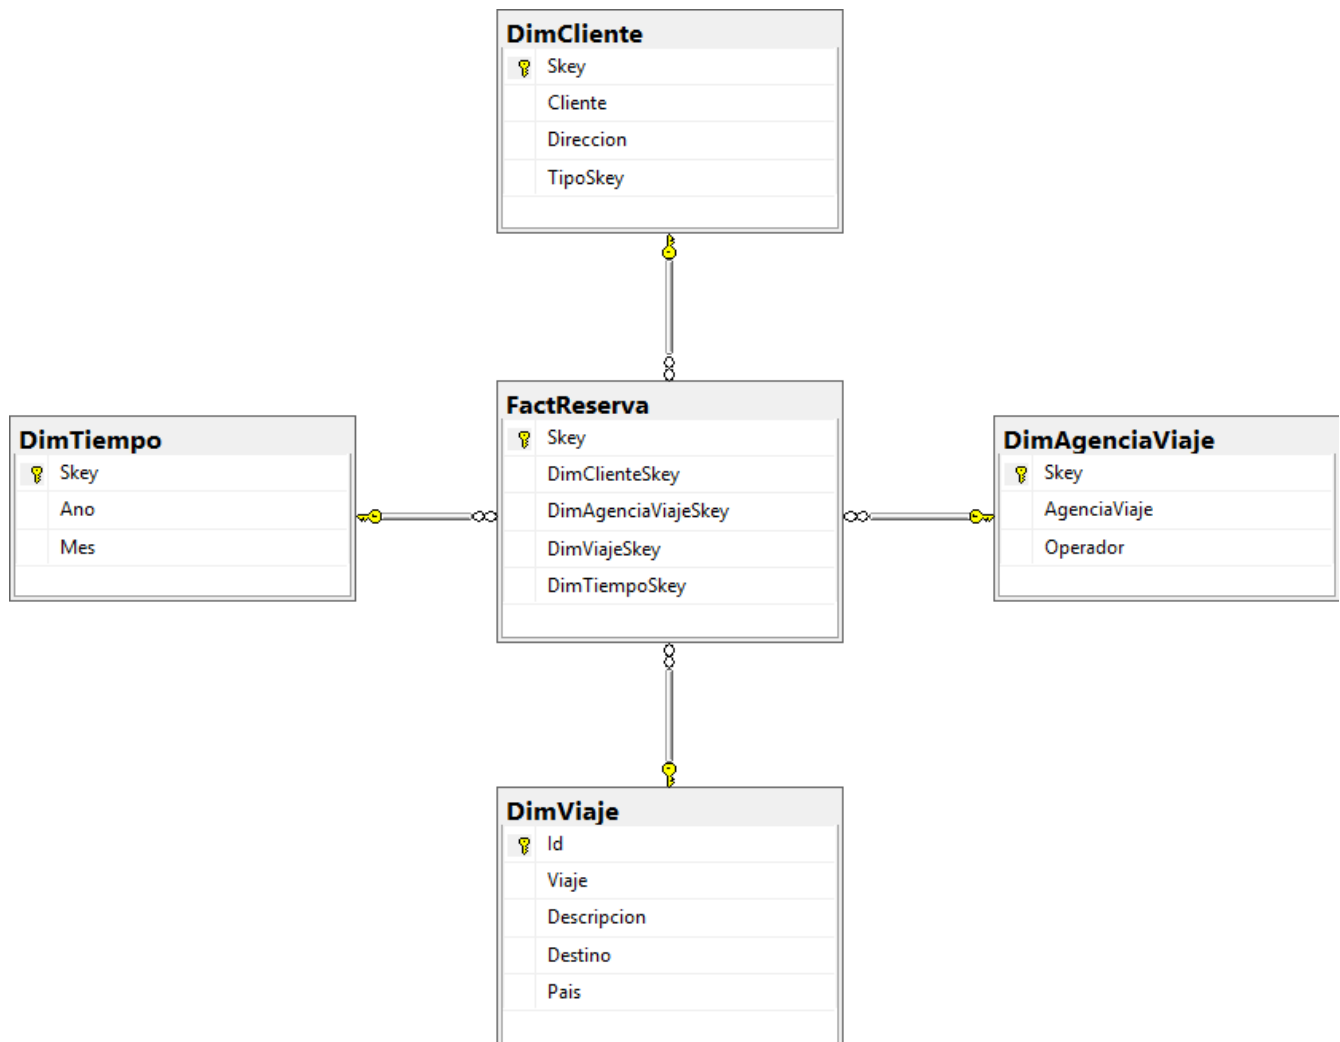 DimCliente
Skey
Cliente
Direccion
TipoSkey
DimTiempo
Skey
Ano
Mes
FactReserva
Skey
DimClienteSkey
DimAgenciaViajeSkey
DimViajeSkey
DimTiempoSkey
DimAgenciaViaje
Skey
AgenciaViaje
Operador
DimViaje
Id
Viaje
Descripcion
Destino
Pais